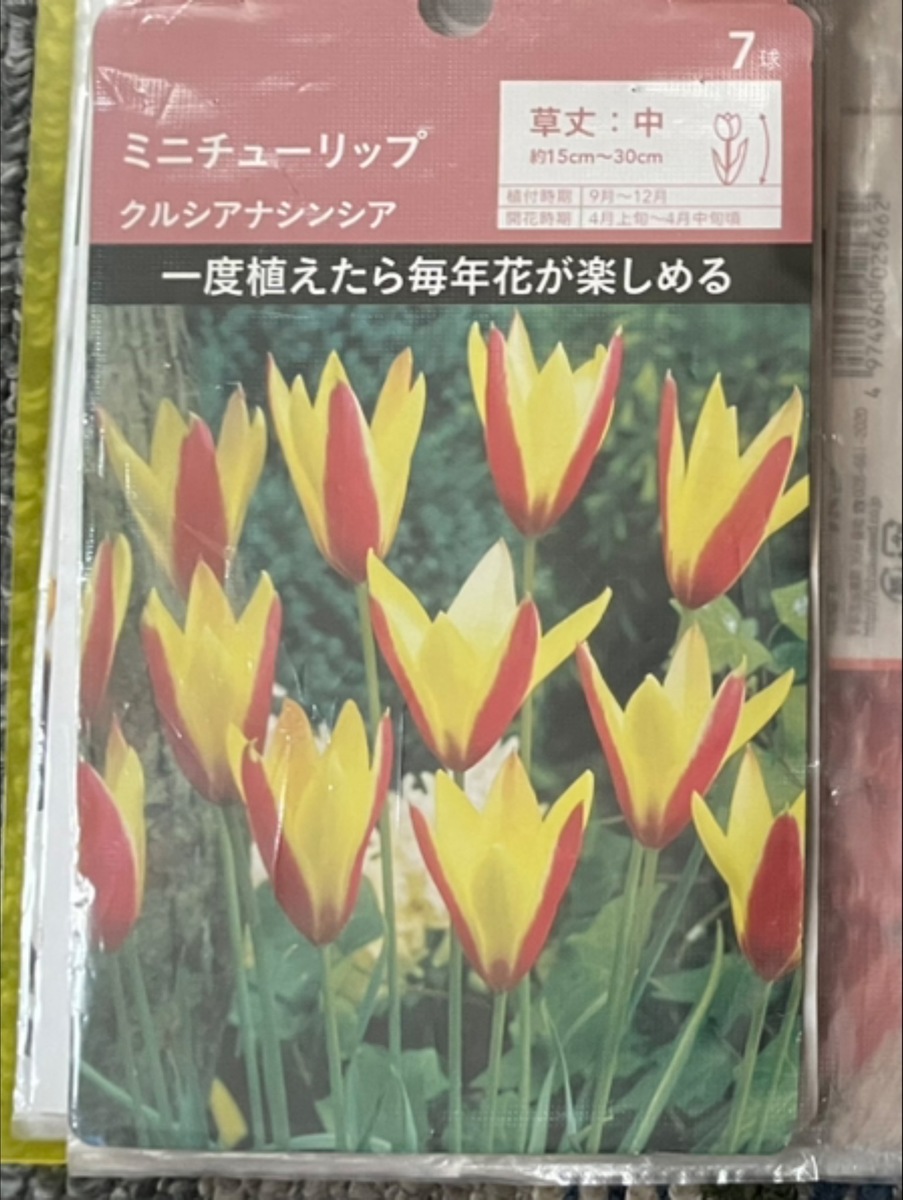 7球
ミニチューリップ
クルシアナシンシア
草丈：中
約15cm〜30cm
植付時期 9月〜12月
開花時期 4月上旬〜4月中旬頃
一度植えたら毎年花が楽しめる
4 974960 025662